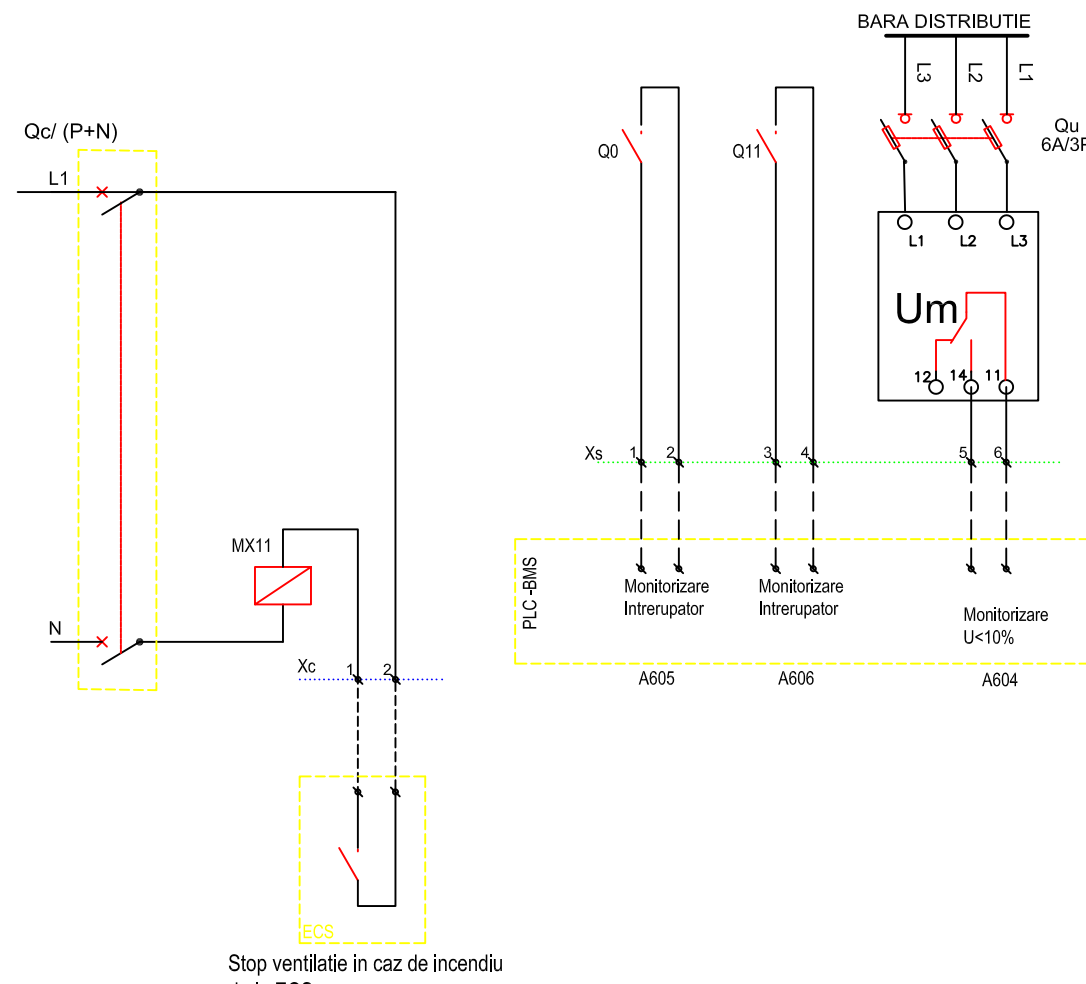 BARA DISTRIBUTIE
L3
L2
L1
Qu
6A/3P
Qc/ (P+N)
L1
Q0
Q11
L1
L2
L3
Um
12
14
11
Xs
1
2
3
4
5
6
MX11
PLC -BMS
Monitorizare
Intrerupator
Monitorizare
Intrerupator
Monitorizare
U<10%
N
Xc
1
2
A605
A606
A604
ECS
Stop ventilatie in caz de incendiu